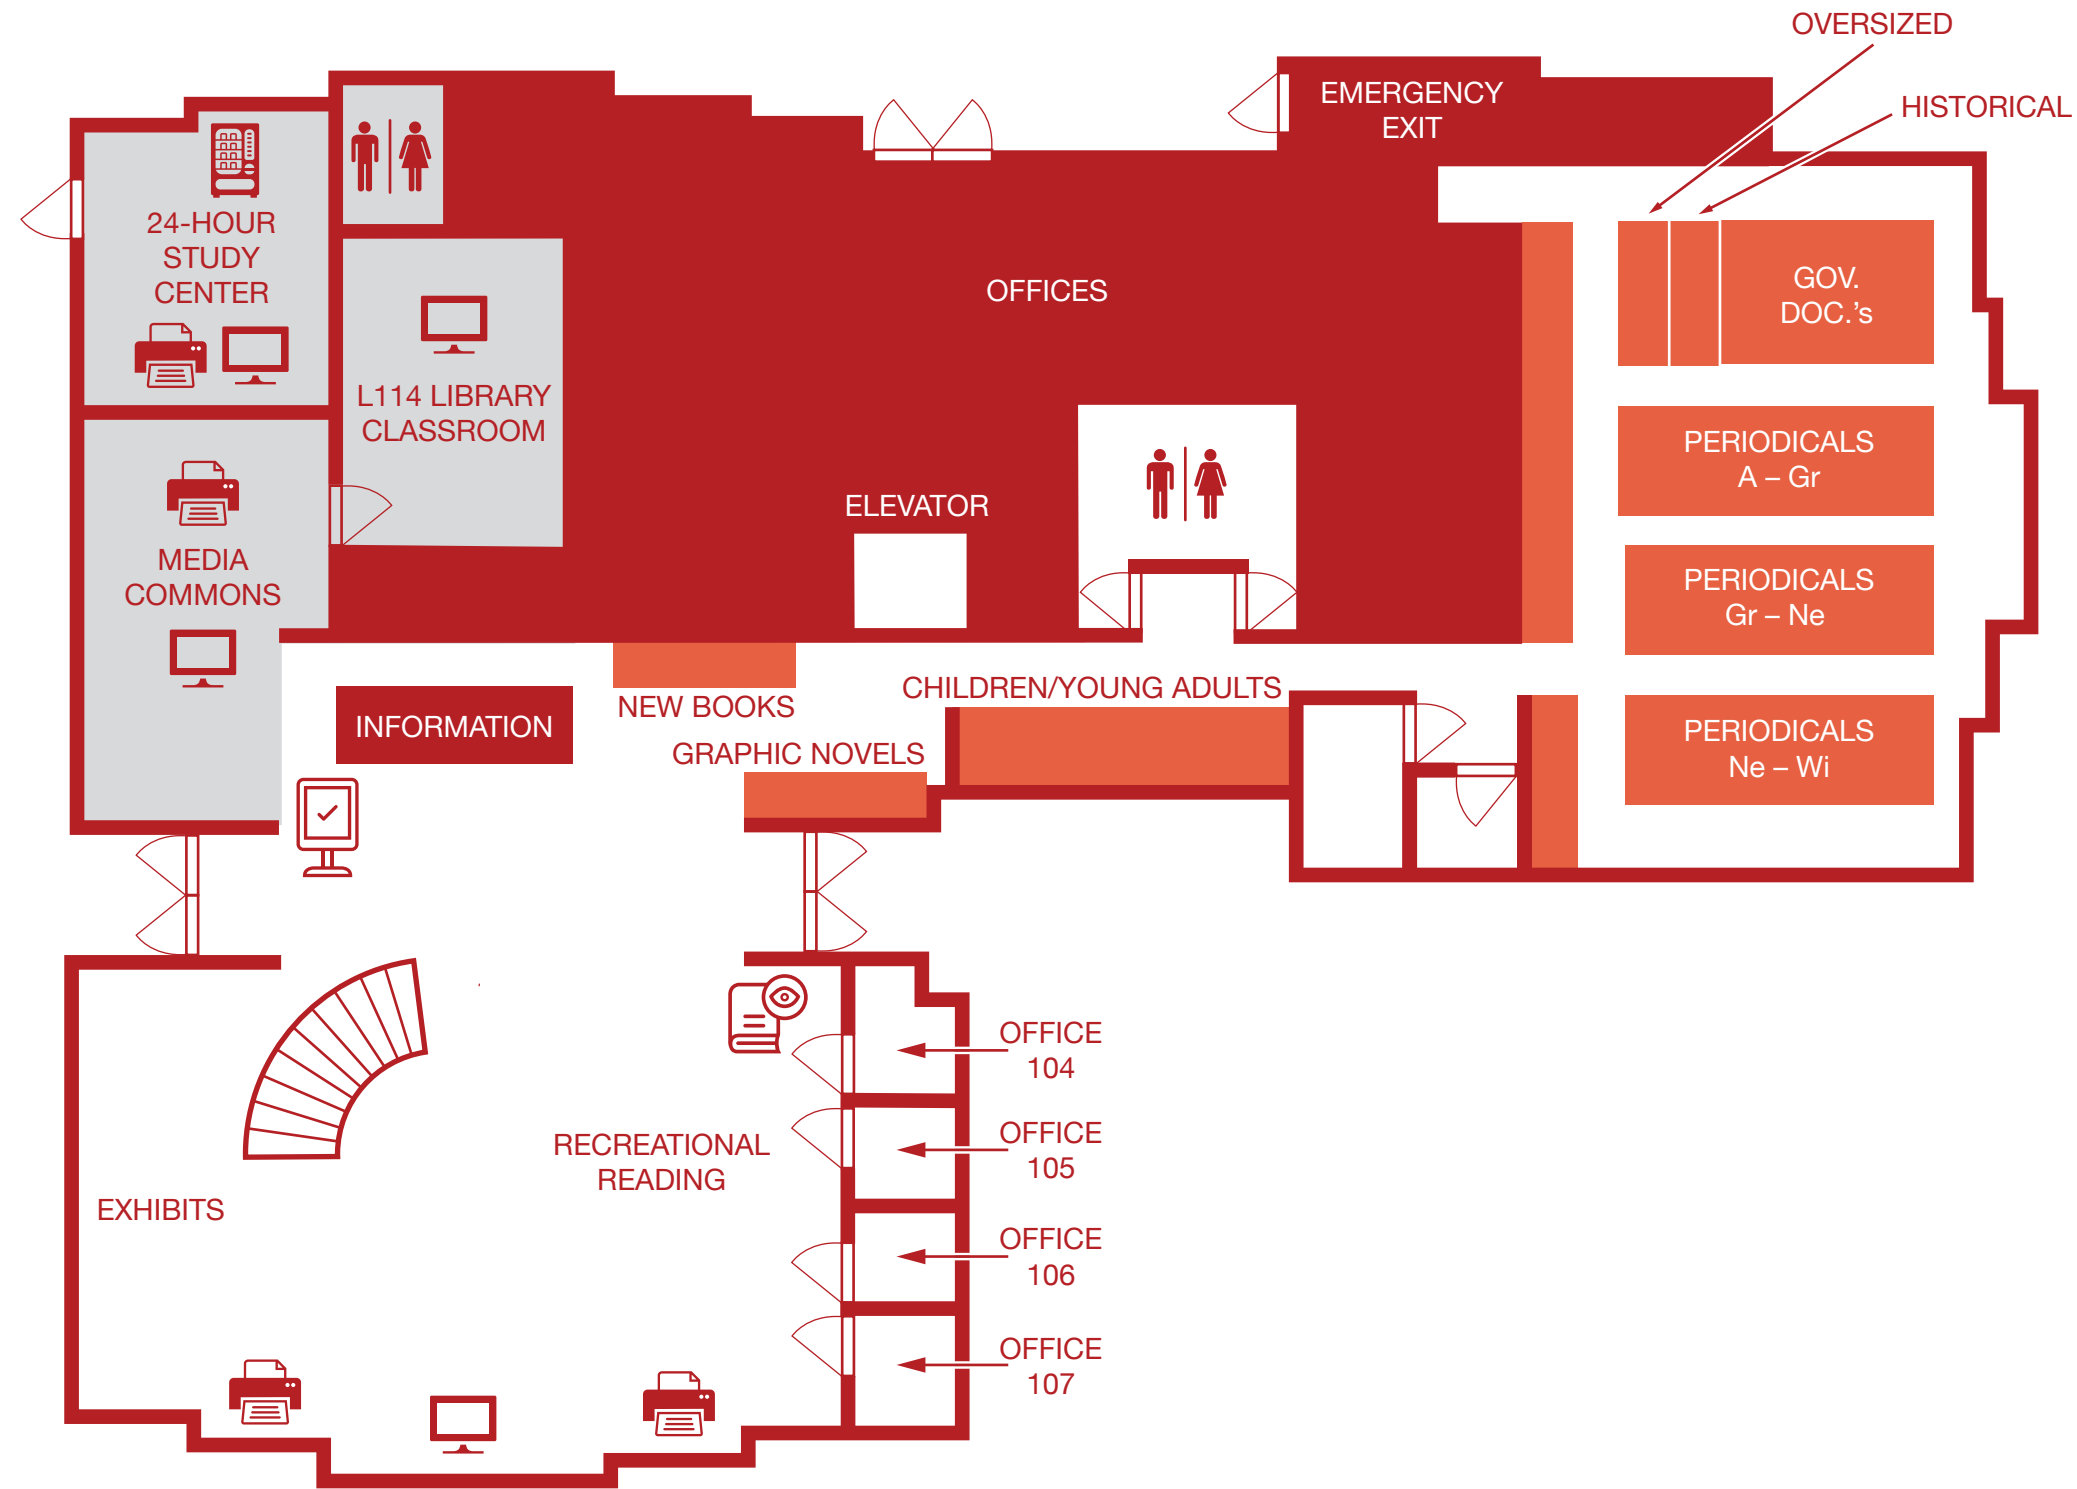 OVERSIZED
HISTORICAL
EMERGENCY
EXIT
24-HOUR
STUDY
CENTER
OFFICES
GOV.
DOC.'s
L114 LIBRARY
CLASSROOM
PERIODICALS
A – Gr
ELEVATOR
MEDIA
COMMONS
PERIODICALS
Gr – Ne
CHILDREN/YOUNG ADULTS
NEW BOOKS
INFORMATION
GRAPHIC NOVELS
PERIODICALS
Ne – Wi
OFFICE
104
OFFICE
105
RECREATIONAL
READING
EXHIBITS
OFFICE
106
OFFICE
107